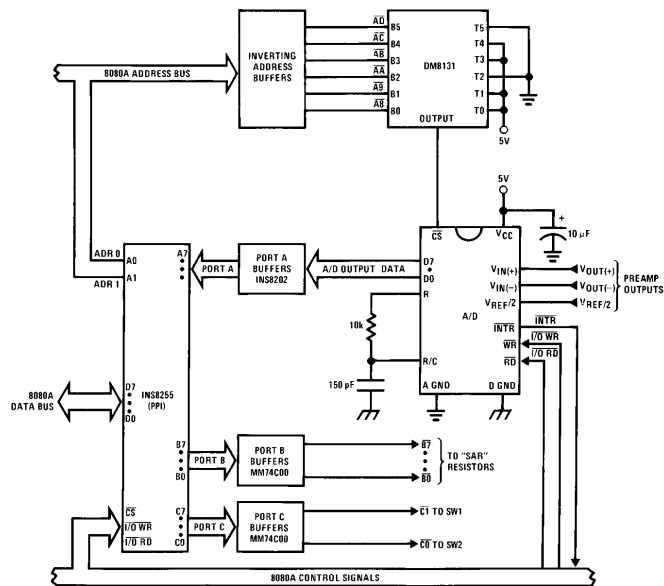 8080A ADDRESS BUS
INVERTING
ADDRESS
BUFFERS
AD
AC
AB
AA
A9
A8
B5
B4
B3
B2
B1
B0
DM8131
OUTPUT
T5
T4
T3
T2
T1
T0
5V
5V
+
10 µF
CS
VCC
VIN(+)
VIN(−)
VREF/2
INTR
WR
RD
A/D
D7
D0
R
R/C
A GND
D GND
VOUT(+)
VOUT(−)
VREF/2
PREAMP
OUTPUTS
INTR
I/O WR
I/O RD
10k
150 pF
A/D OUTPUT DATA
PORT A
BUFFERS
INS8202
PORT A
ADR 0
ADR 1
A0
A1
A7
8080A
DATA BUS
D7
D0
INS8255
(PPI)
B7
B0
PORT B
PORT B
BUFFERS
MM74C00
B7
B0
TO "SAR"
RESISTORS
CS
I/O WR
I/O RD
C7
C0
PORT C
PORT C
BUFFERS
MM74C00
C1 TO SW1
C0 TO SW2
8080A CONTROL SIGNALS